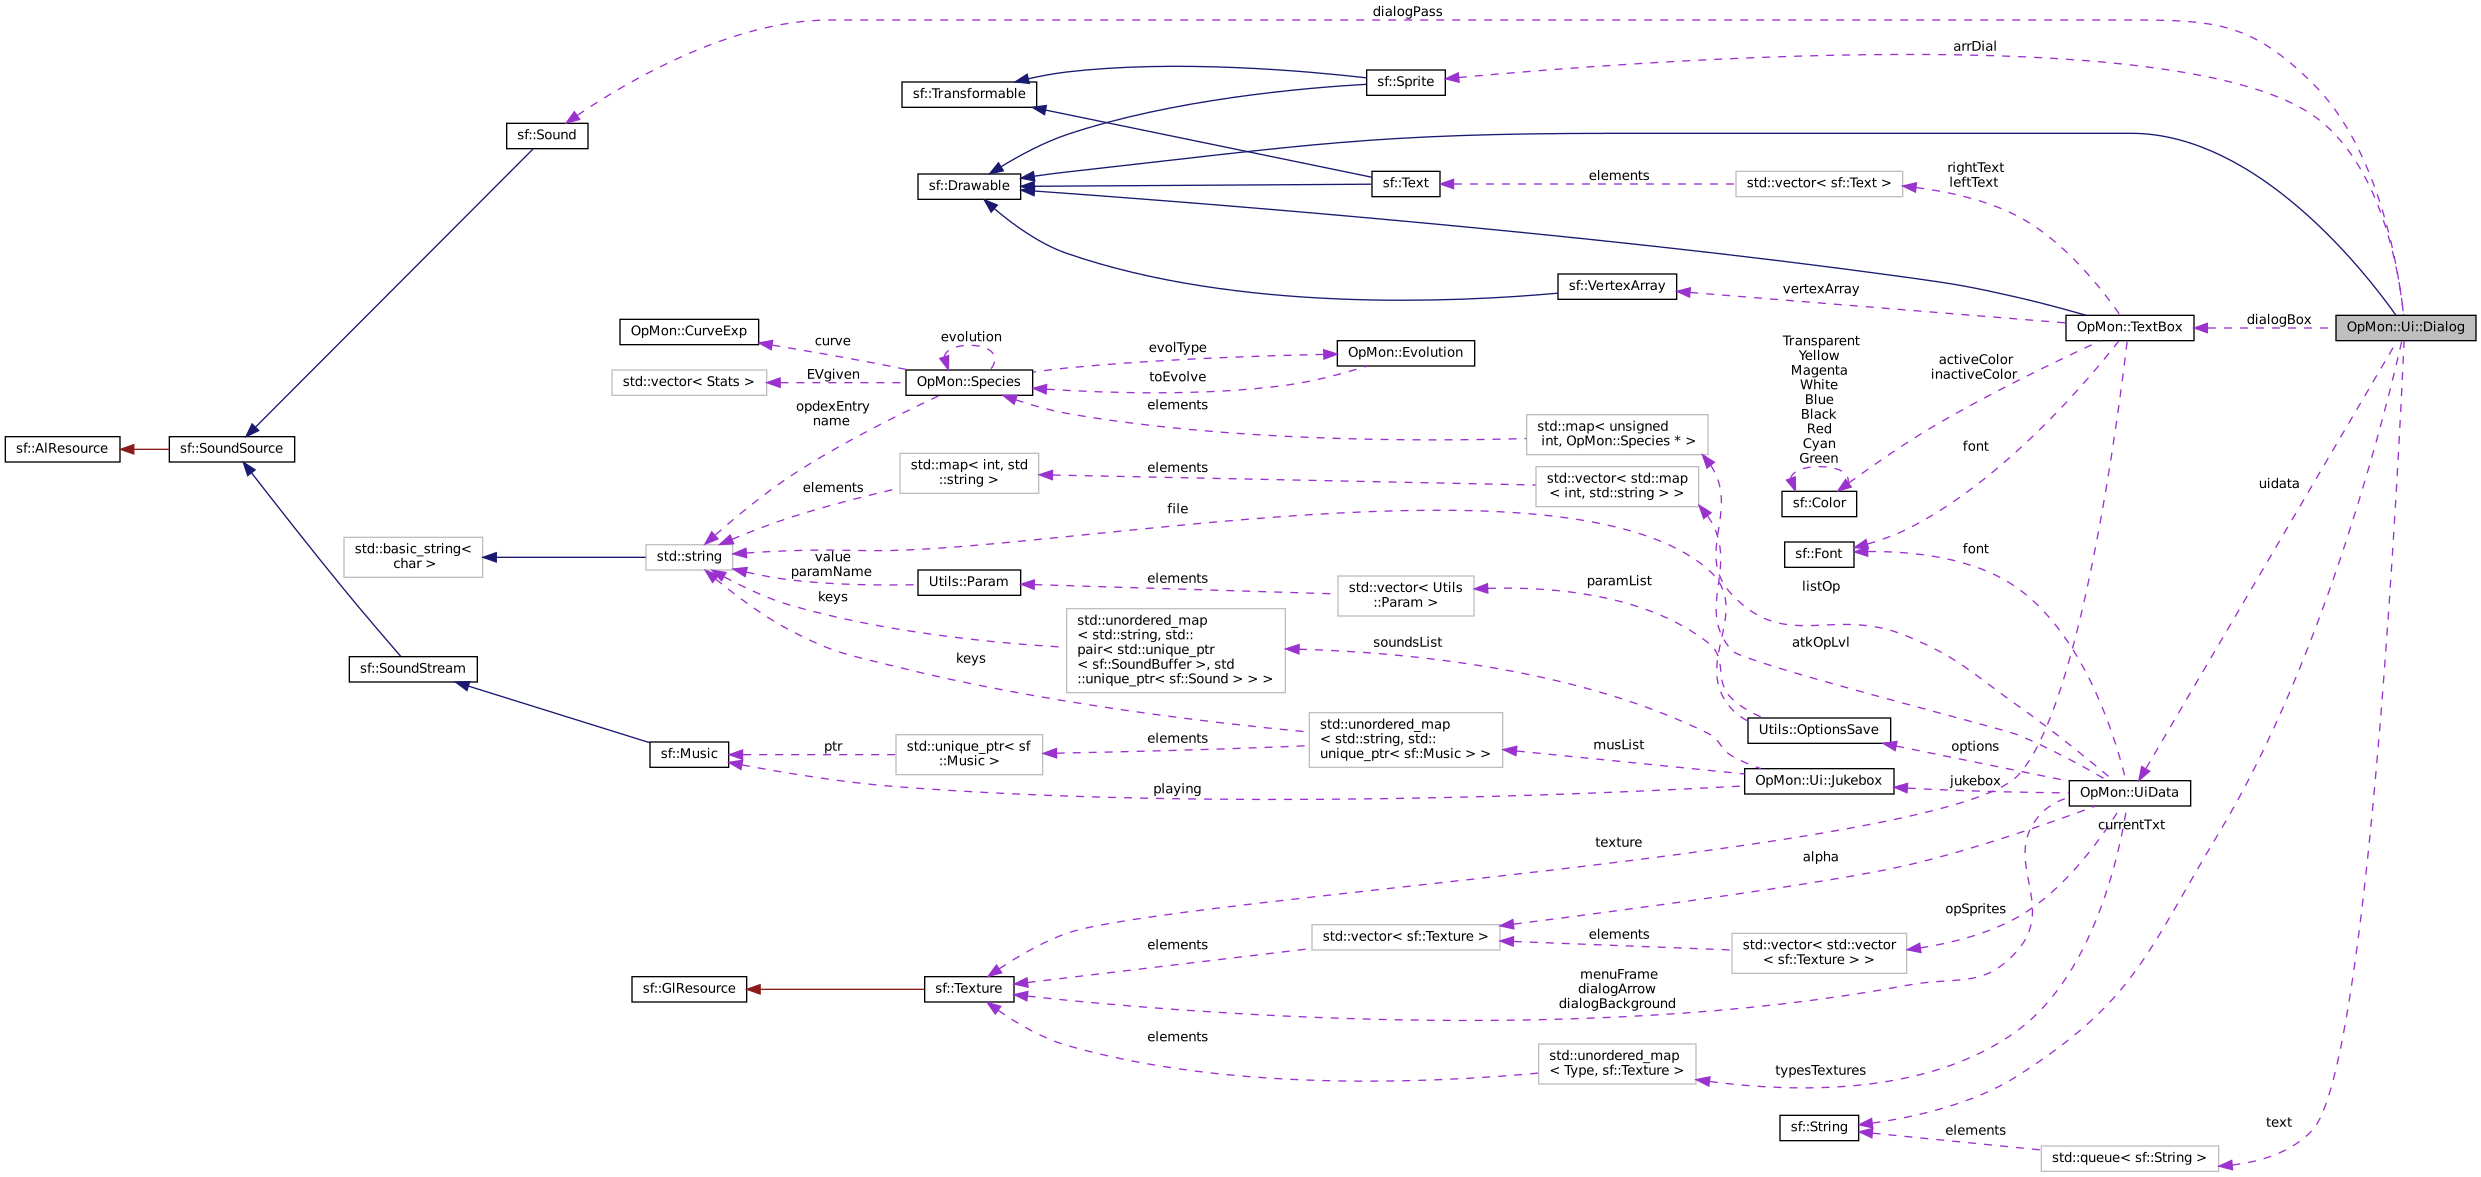 dialogPass
arrDial
sf::Sprite
sf::Transformable
sf::Sound
rightText
leftText
elements
sf::Text
std::vector< sf::Text >
sf::Drawable
sf::VertexArray
vertexArray
OpMon::TextBox
dialogBox
OpMon::Ui::Dialog
OpMon::CurveExp
curve
evolution
evolType
OpMon::Evolution
Transparent
Yellow
Magenta
White
Blue
Black
Red
Cyan
Green
activeColor
inactiveColor
std::vector< Stats >
EVgiven
OpMon::Species
toEvolve
opdexEntry
name
elements
std::map< unsigned
int, OpMon::Species * >
font
sf::AlResource
sf::SoundSource
std::map< int, std
::string >
elements
elements
std::vector< std::map
< int, std::string > >
sf::Color
uidata
file
std::basic_string<
char >
std::string
value
paramName
Utils::Param
elements
std::vector< Utils
::Param >
paramList
sf::Font
font
listOp
keys
std::unordered_map
< std::string, std::
pair< std::unique_ptr
< sf::SoundBuffer >, std
::unique_ptr< sf::Sound > > >
soundsList
atkOpLvl
sf::SoundStream
keys
std::unordered_map
< std::string, std::
unique_ptr< sf::Music > >
Utils::OptionsSave
sf::Music
ptr
std::unique_ptr< sf
::Music >
elements
musList
options
OpMon::Ui::Jukebox
jukebox
OpMon::UiData
playing
currentTxt
texture
alpha
opSprites
std::vector< sf::Texture >
elements
elements
std::vector< std::vector
< sf::Texture > >
sf::GlResource
sf::Texture
menuFrame
dialogArrow
dialogBackground
elements
std::unordered_map
< Type, sf::Texture >
typesTextures
sf::String
elements
text
std::queue< sf::String >